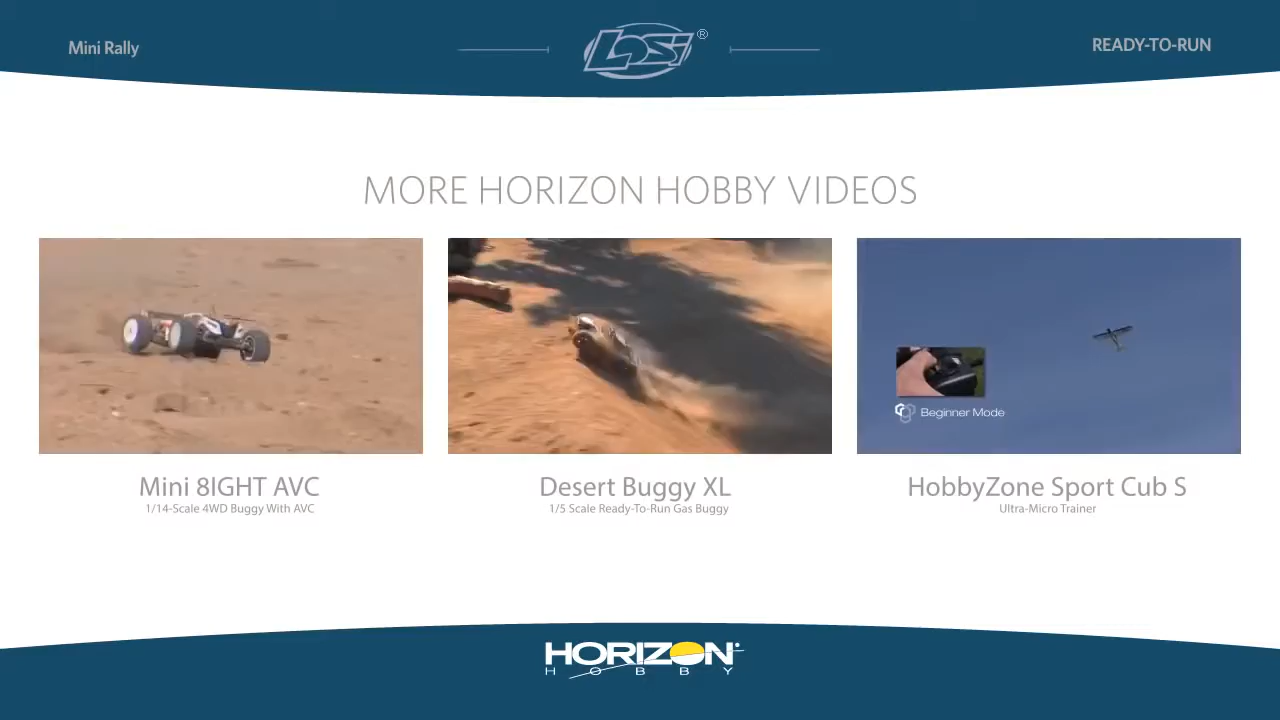 Mini Rally
LOSI®
READY-TO-RUN
MORE HORIZON HOBBY VIDEOS
Beginner Mode
Mini 8IGHT AVC
1/14-Scale 4WD Buggy With AVC
Desert Buggy XL
1/5 Scale Ready-To-Run Gas Buggy
HobbyZone Sport Cub S
Ultra-Micro Trainer
HORIZON
HOBBY